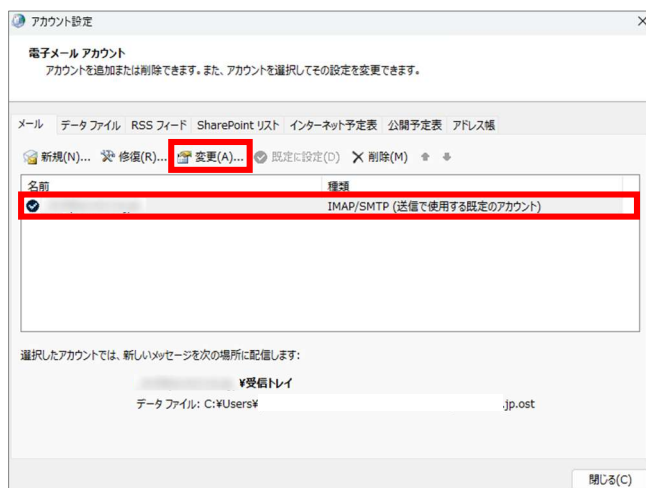 アカウント設定
電子メール アカウント
アカウントを追加または削除できます。また、アカウントを選択してその設定を変更できます。
メール データ ファイル RSS フィード SharePoint リスト インターネット予定表 公開予定表 アドレス帳
新規(N)... 修復(R)... 変更(A)... 既定に設定(D) 削除(M)
名前 種類
IMAP/SMTP (送信で使用する既定のアカウント)
選択したアカウントでは、新しいメッセージを次の場所に配信します:
¥受信トレイ
データ ファイル: C:¥Users¥ .jp.ost
閉じる(C)